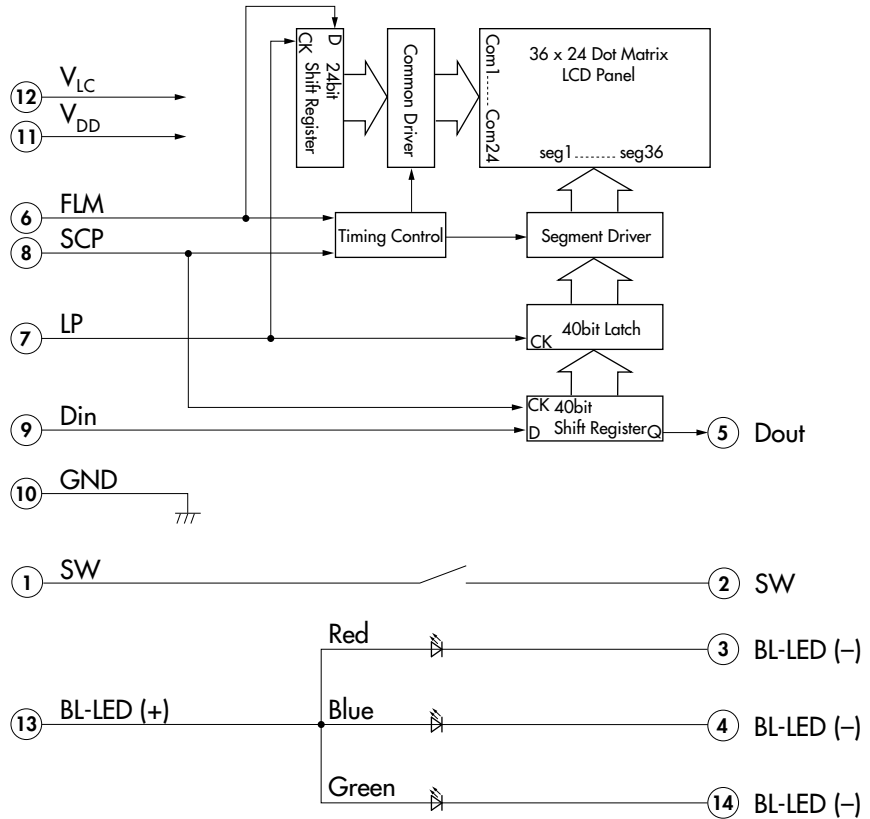 D
CK
24bit
Shift Register
Common Driver
Com1...... Com24
36 x 24 Dot Matrix
LCD Panel
seg1......... seg36
12 VLC
11 VDD
6 FLM
8 SCP
Timing Control
Segment Driver
7 LP
40bit Latch
CK
9 Din
CK 40bit
D Shift Register Q
5 Dout
10 GND
1 SW
2 SW
Red
3 BL-LED (–)
13 BL-LED (+)
Blue
4 BL-LED (–)
Green
14 BL-LED (–)